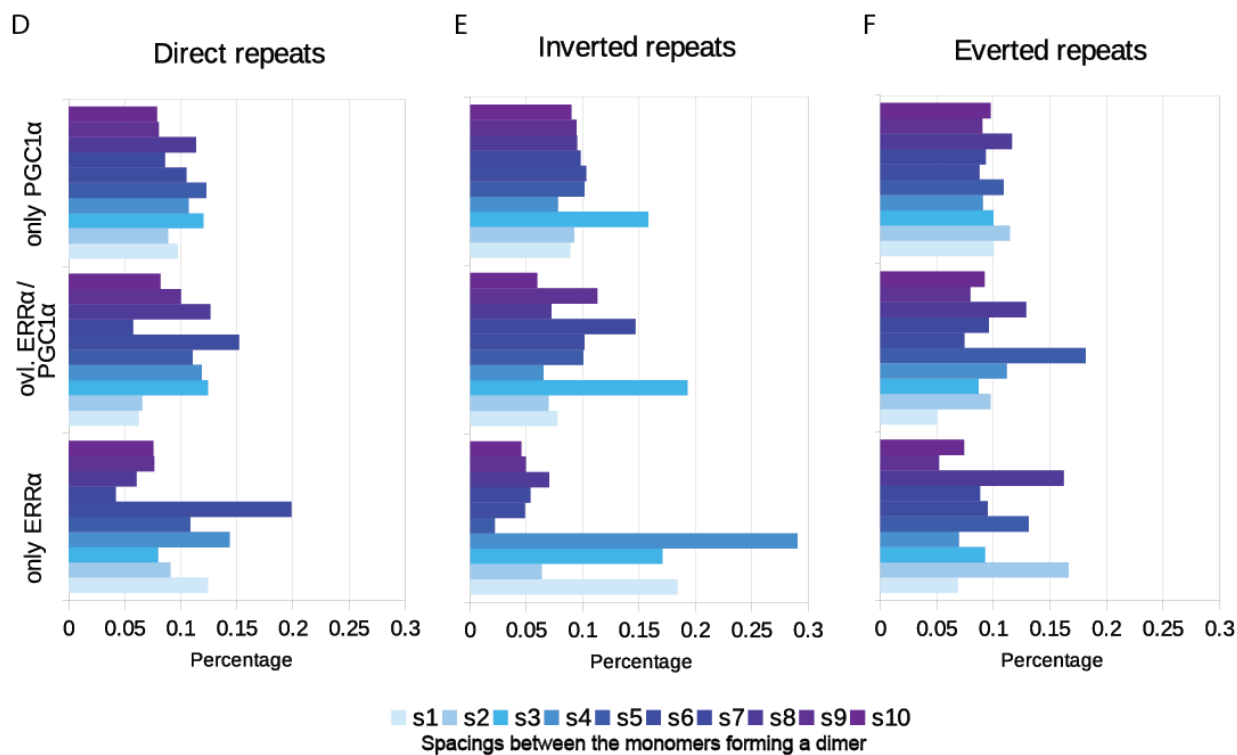 D
Direct repeats
E
Inverted repeats
F
Everted repeats
only PGC1α
ovl. ERRα/
PGC1α
only ERRα
0 0.05 0.1 0.15 0.2 0.25 0.3
Percentage
0 0.05 0.1 0.15 0.2 0.25 0.3
Percentage
0 0.05 0.1 0.15 0.2 0.25 0.3
Percentage
s1 s2 s3 s4 s5 s6 s7 s8 s9 s10
Spacings between the monomers forming a dimer